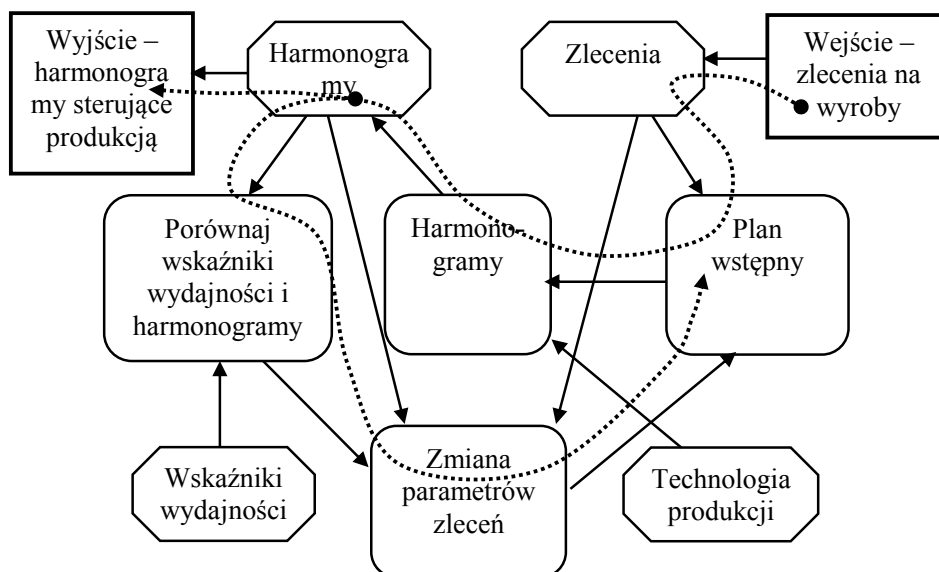 Wyjście –
harmonogra
my sterujące
produkcją
Harmonogra
my
Zlecenia
Wejście –
zlecenia na
wyroby
Porównaj
wskaźniki
wydajności i
harmonogramy
Harmono-
gramy
Plan
wstępny
Wskaźniki
wydajności
Zmiana
parametrów
zleceń
Technologia
produkcji